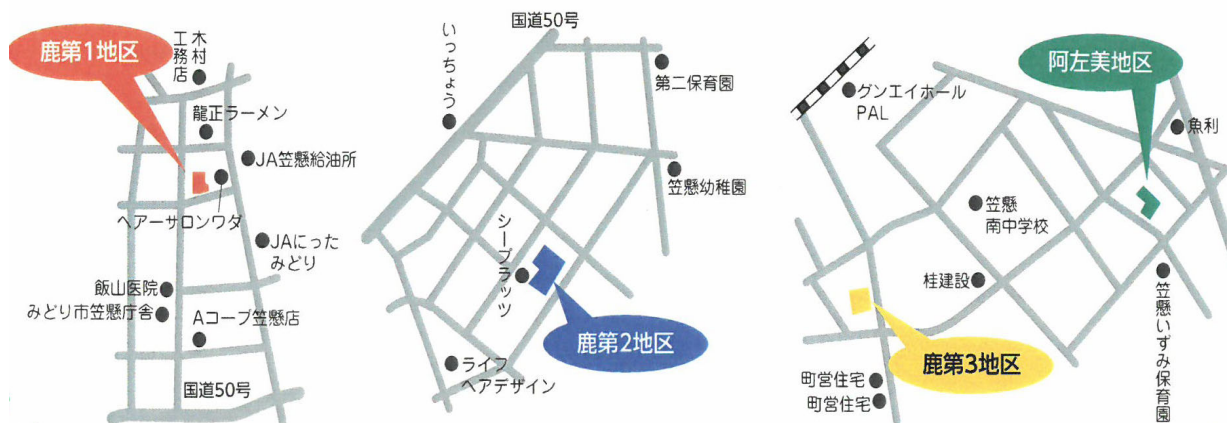 鹿第1地区
木村
工務店
龍正ラーメン
JA笠懸給油所
ヘアーサロンワダ
JAにった
みどり
飯山医院
みどり市笠懸庁舎
Aコープ笠懸店
国道50号
国道50号
いっちょう
第二保育園
笠懸幼稚園
シープラッツ
鹿第2地区
ライフ
ヘアデザイン
グンエイホール
PAL
阿左美地区
魚利
笠懸
南中学校
桂建設
鹿第3地区
笠懸いずみ保育園
町営住宅
町営住宅